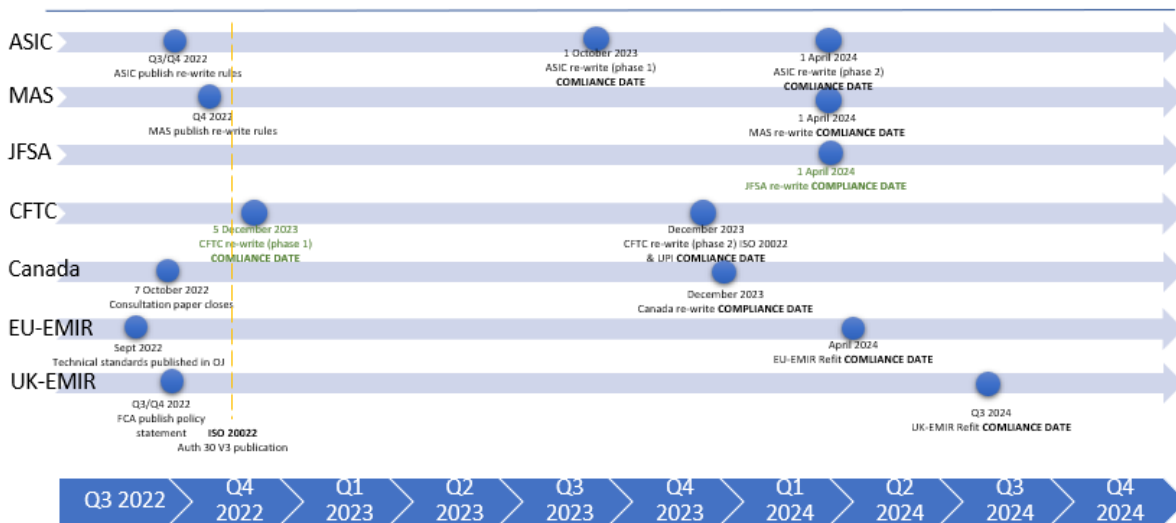 ASIC
Q3/Q4 2022
ASIC publish re-write rules
1 October 2023
ASIC re-write (phase 1)
COMLIANCE DATE
1 April 2024
ASIC re-write (phase 2)
COMLIANCE DATE
MAS
Q4 2022
MAS publish re-write rules
1 April 2024
MAS re-write COMLIANCE DATE
JFSA
1 April 2024
JFSA re-write COMPLIANCE DATE
CFTC
5 December 2023
CFTC re-write (phase 1)
COMLIANCE DATE
December 2023
CFTC re-write (phase 2) ISO 20022
& UPI COMLIANCE DATE
Canada
7 October 2022
Consultation paper closes
December 2023
Canada re-write COMPLIANCE DATE
EU-EMIR
Sept 2022
Technical standards published in OJ
April 2024
EU-EMIR Refit COMLIANCE DATE
UK-EMIR
Q3/Q4 2022
FCA publish policy
statement
ISO 20022
Auth 30 V3 publication
Q3 2024
UK-EMIR Refit COMLIANCE DATE
Q3 2022
Q4
2022
Q1
2023
Q2
2023
Q3
2023
Q4
2023
Q1
2024
Q2
2024
Q3
2024
Q4
2024